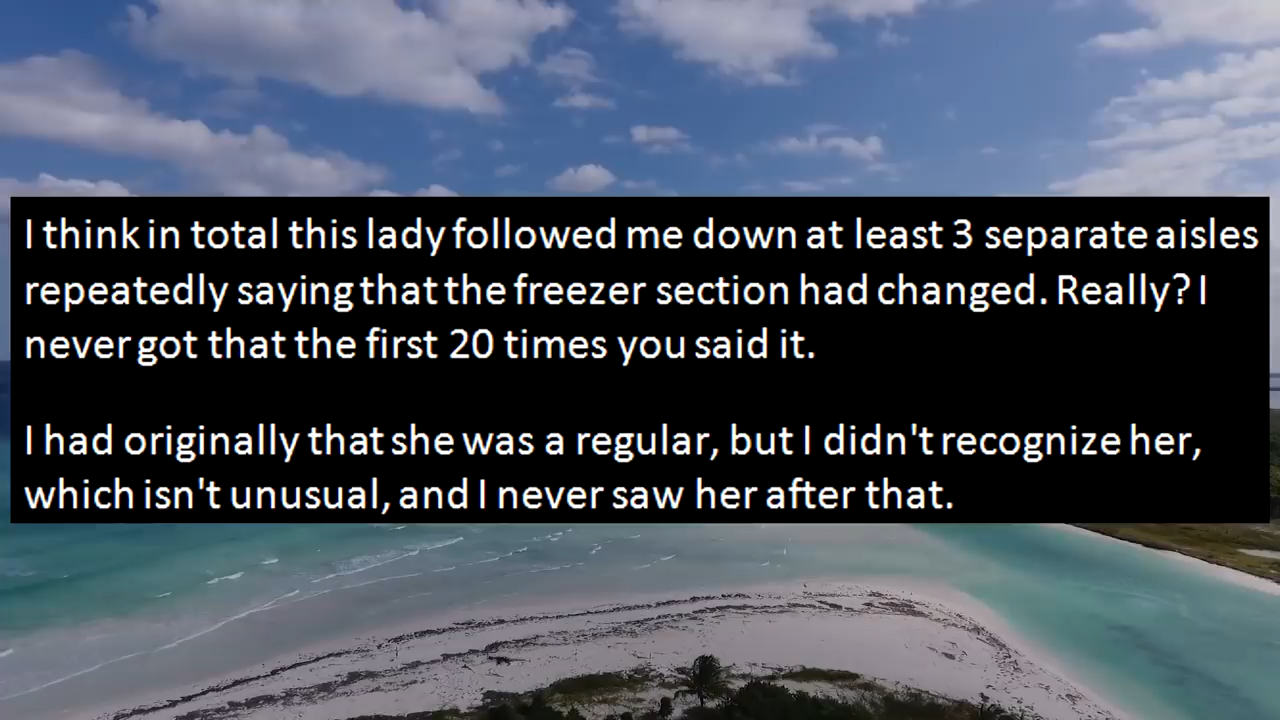 I think in total this lady followed me down at least 3 separate aisles
repeatedly saying that the freezer section had changed. Really? I
never got that the first 20 times you said it.
I had originally that she was a regular, but I didn't recognize her,
which isn't unusual, and I never saw her after that.